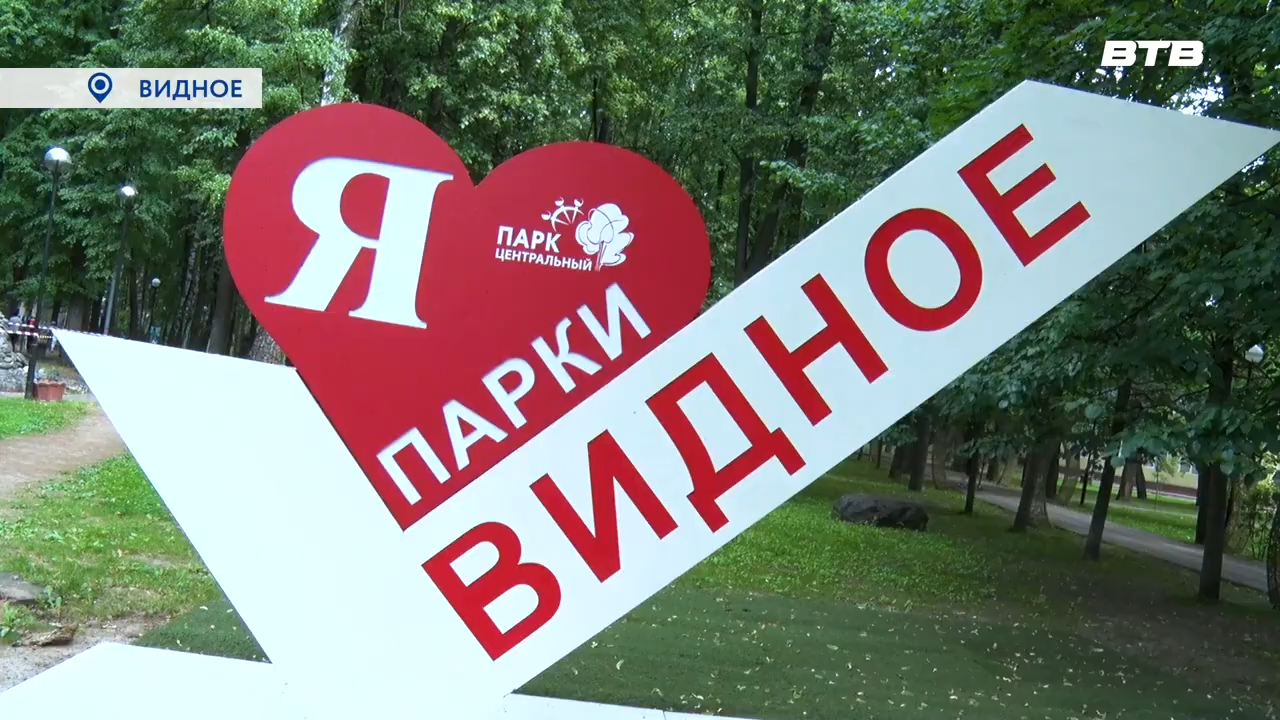 ВИДНОЕ
ВТВ
Я
ПАРК
ЦЕНТРАЛЬНЫЙ
ПАРКИ
ВИДНОЕ